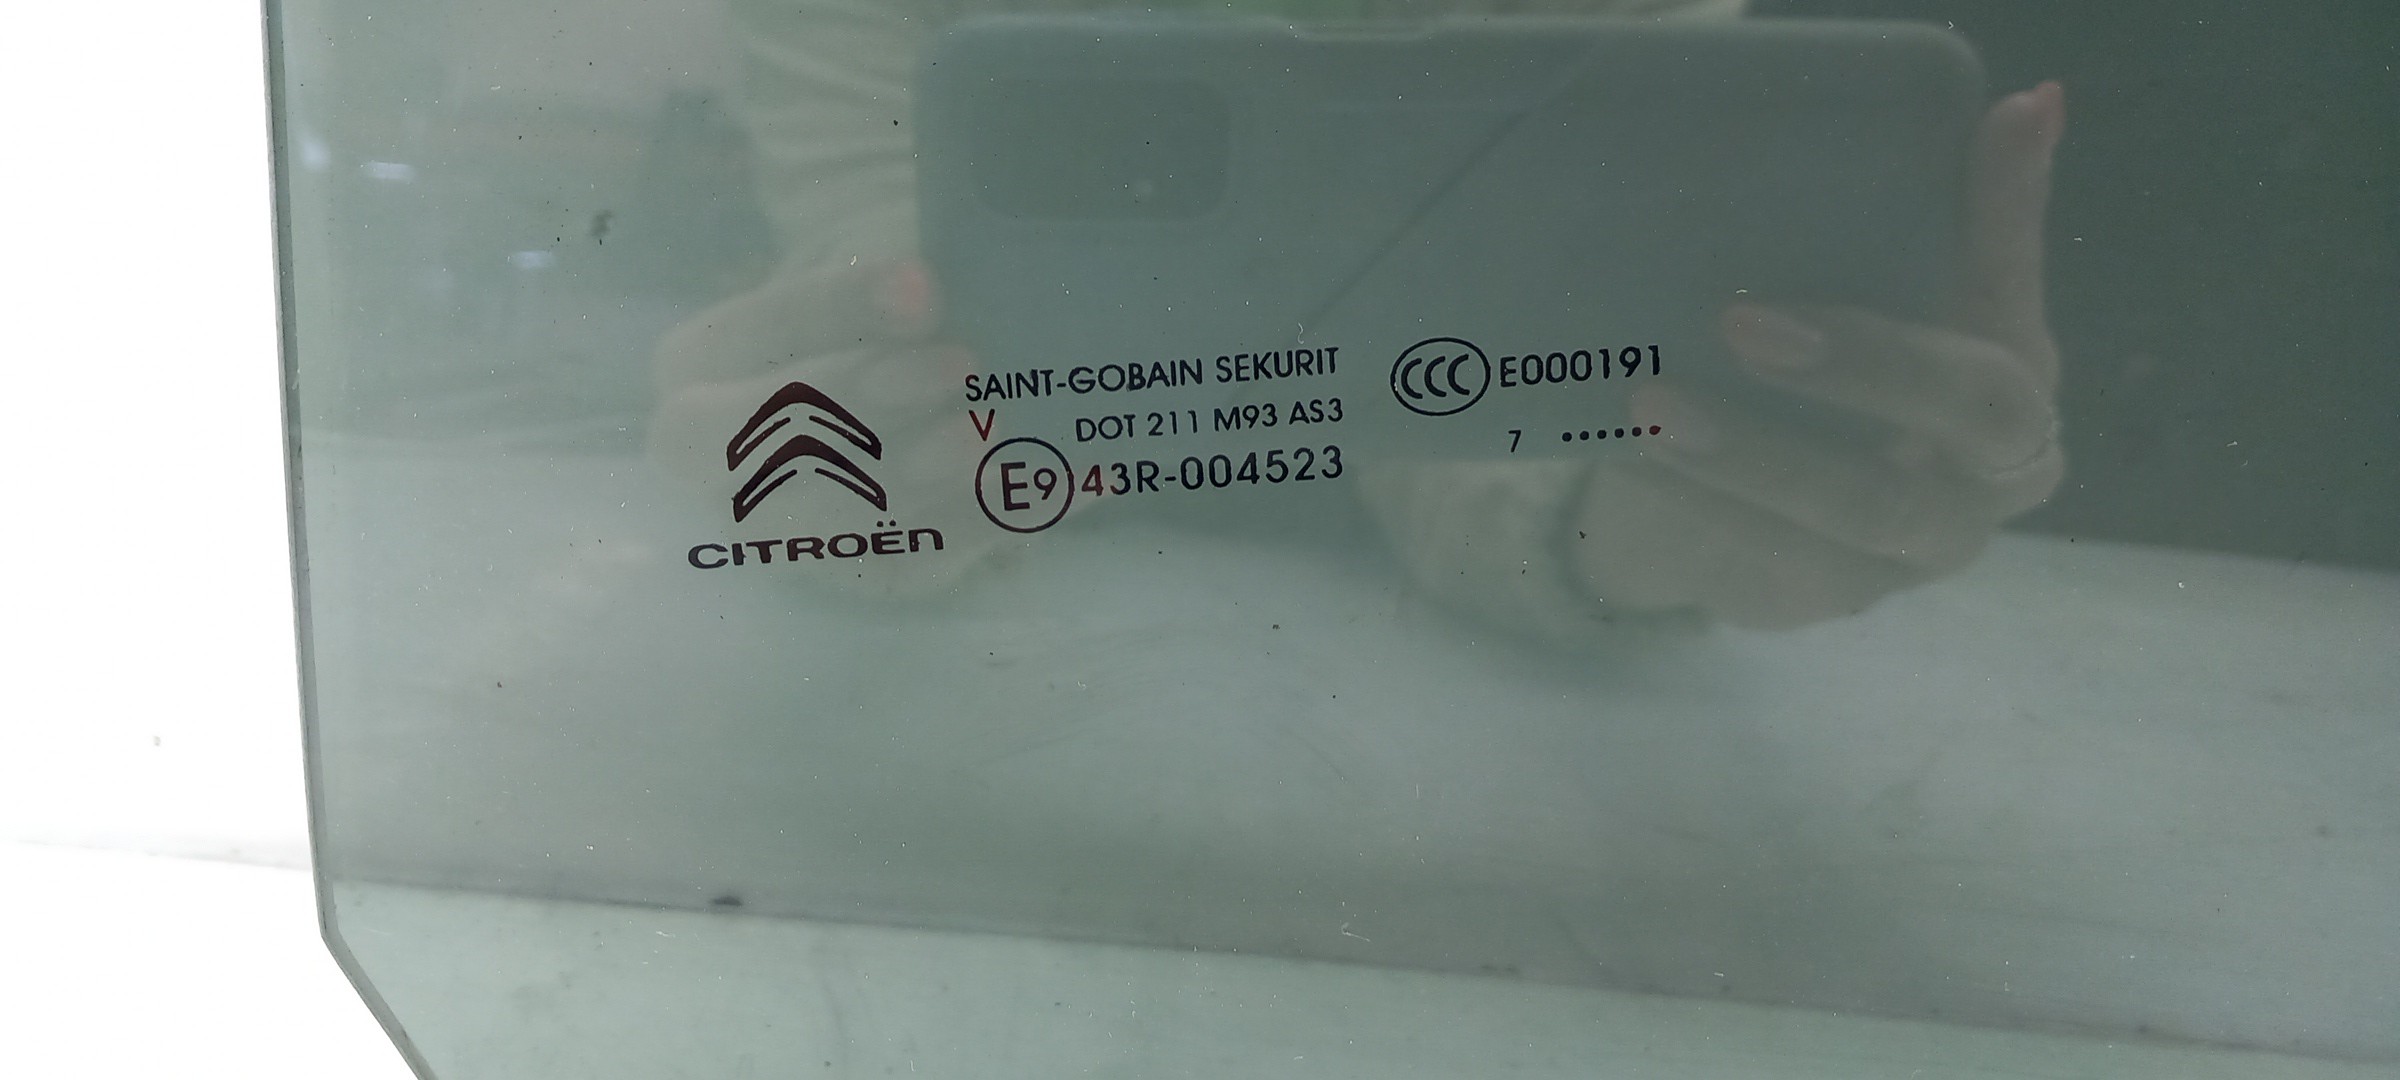 SAINT-GOBAIN SEKURIT
V DOT 211 M93 AS3
E9 43R-004523
CCC E000191
7 ••••••
CITROËn